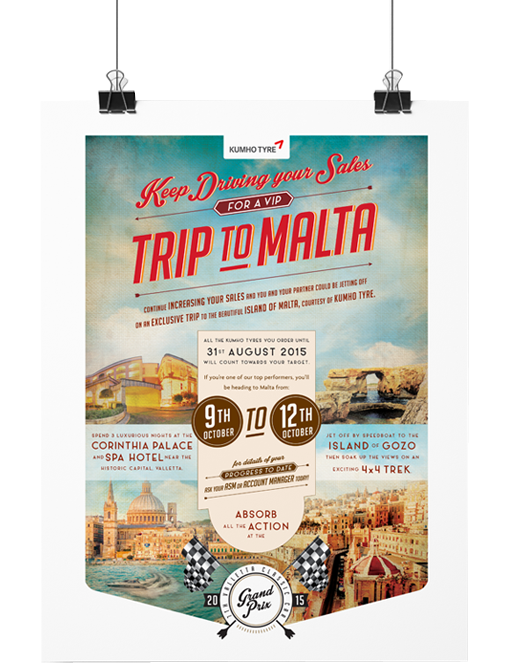 KUMHO TYRE
Keep Driving your Sales
FOR A VIP
TRIP TO MALTA
CONTINUE INCREASING YOUR SALES AND YOU AND YOUR PARTNER COULD BE JETTING OFF
ON AN EXCLUSIVE TRIP TO THE BEAUTIFUL ISLAND OF MALTA, COURTESY OF KUMHO TYRE.
ALL THE KUMHO TYRES YOU ORDER UNTIL
31ST AUGUST 2015
WILL COUNT TOWARDS YOUR TARGET.
If you're one of our top performers, you'll
be heading to Malta from:
9TH
OCTOBER
TO
12TH
OCTOBER
SPEND 3 LUXURIOUS NIGHTS AT THE
CORINTHIA PALACE
AND SPA HOTEL NEAR THE
HISTORIC CAPITAL, VALLETTA.
JET OFF BY SPEEDBOAT TO THE
ISLAND OF GOZO
THEN SOAK UP THE VIEWS ON AN
EXCITING 4x4 TREK
for details of your
PROGRESS TO DATE
ASK YOUR ASM OR ACCOUNT MANAGER TODAY!
ABSORB
ALL THE ACTION
AT THE
VALLETTA CLASSIC CAR
Grand
Prix
2015